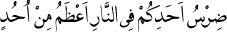 ضِرْسُ اَحَدِكُمْ فِى النَّارِ اَعْظَمُ مِنْ اُحُدٍ